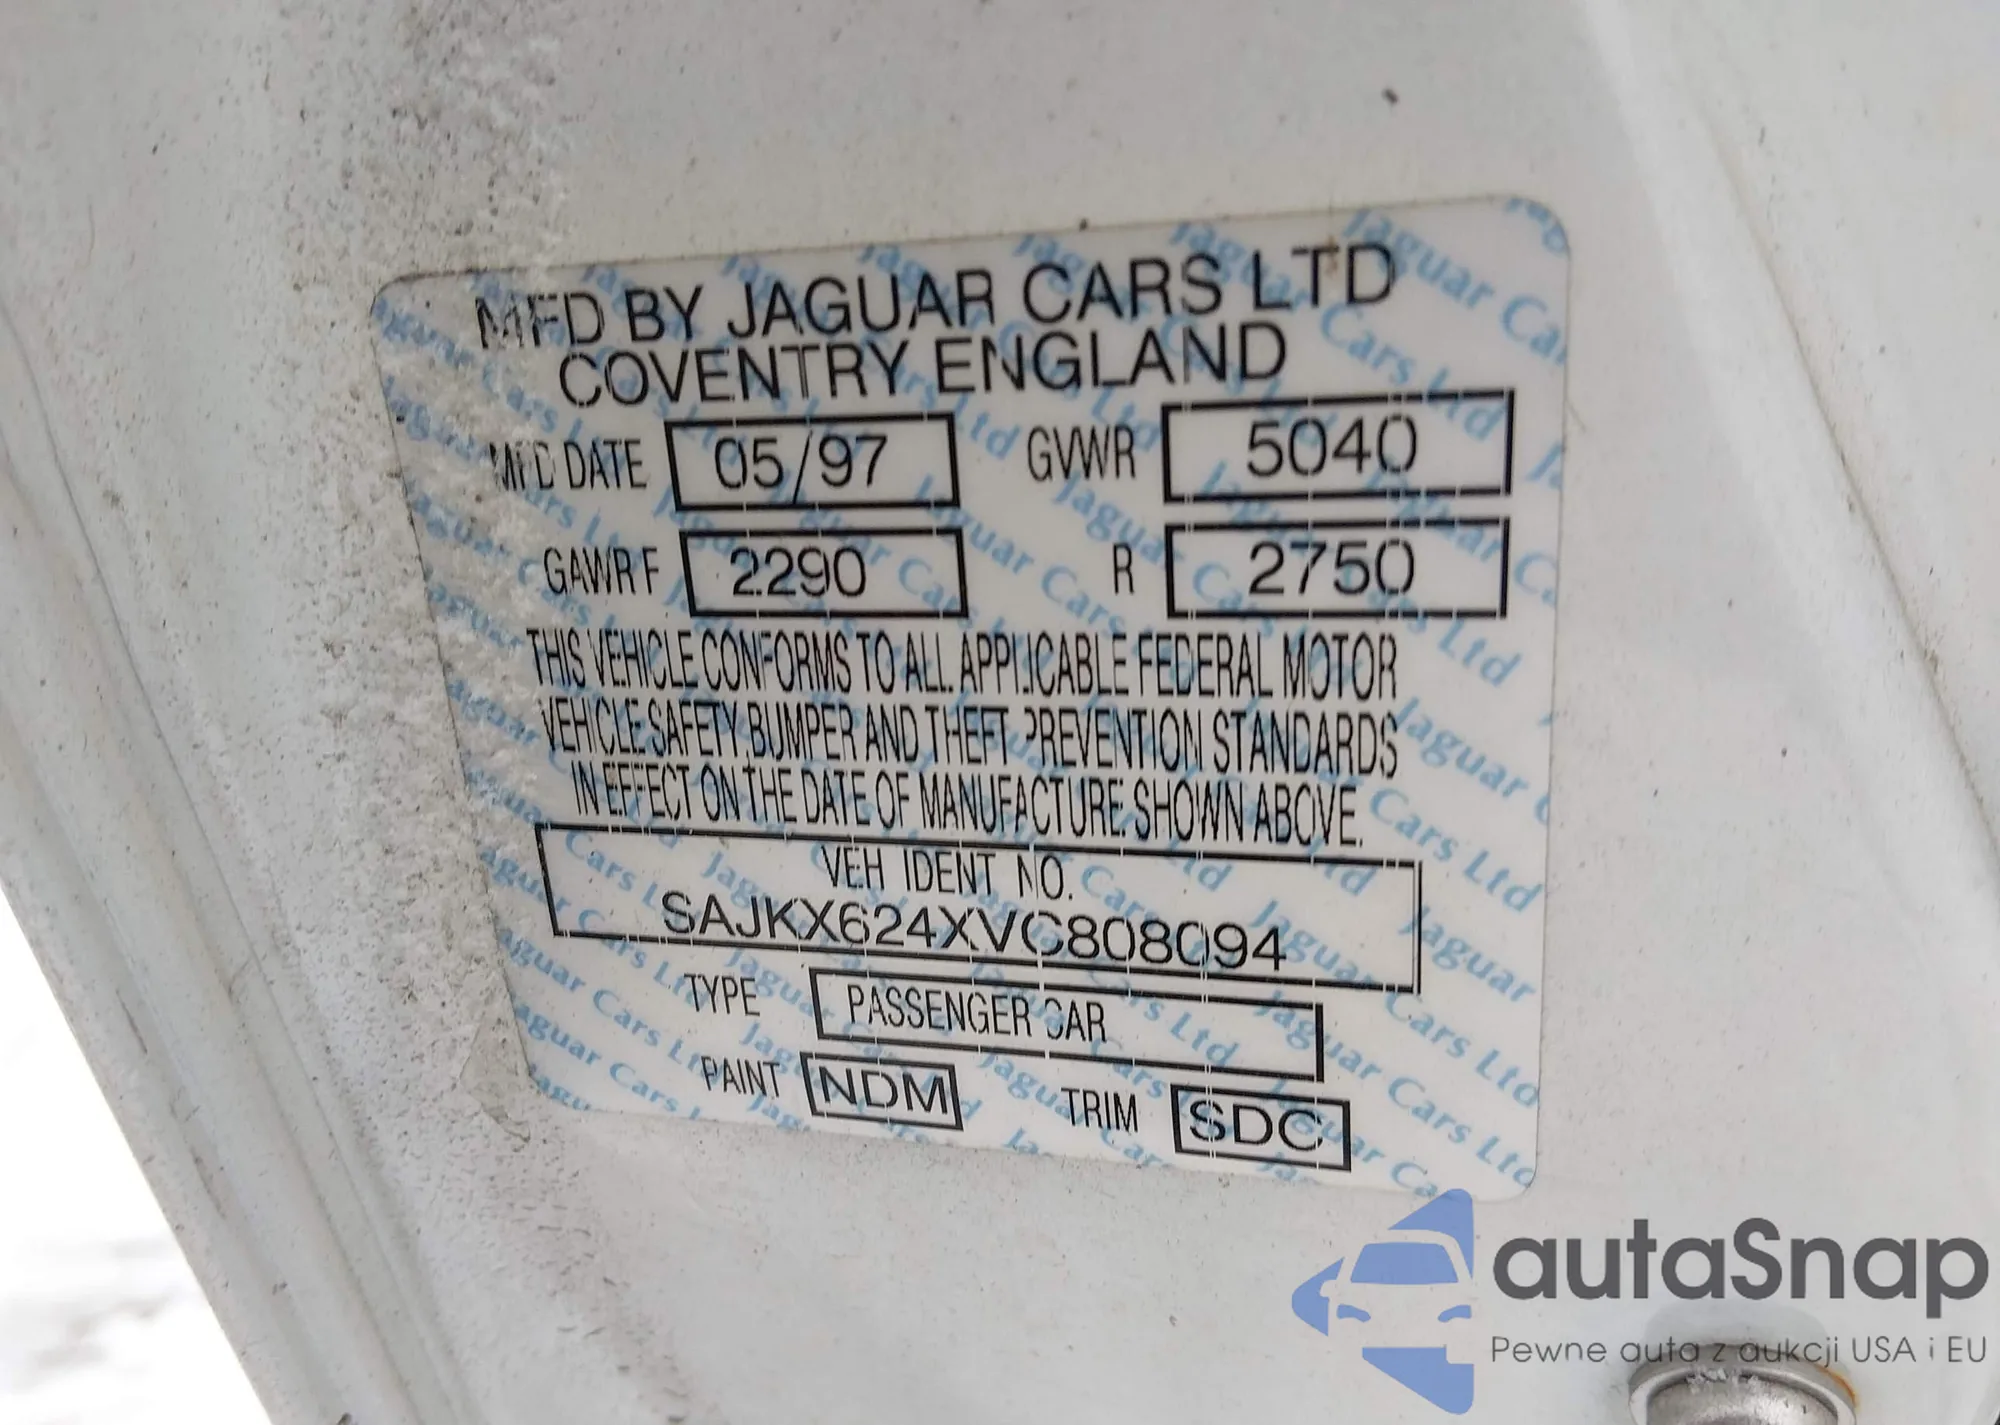 MFD BY JAGUAR CARS LTD
COVENTRY ENGLAND
MFD DATE 05/97 GVWR 5040
GAWR F 2290 R 2750
THIS VEHICLE CONFORMS TO ALL APPLICABLE FEDERAL MOTOR
VEHICLE SAFETY, BUMPER AND THEFT PREVENTION STANDARDS
IN EFFECT ON THE DATE OF MANUFACTURE SHOWN ABOVE.
VEH IDENT NO.
SAJKX624XVC808094
TYPE PASSENGER CAR
PAINT NDM TRIM SDC
autaSnap
Pewne auta z aukcji USA i EU